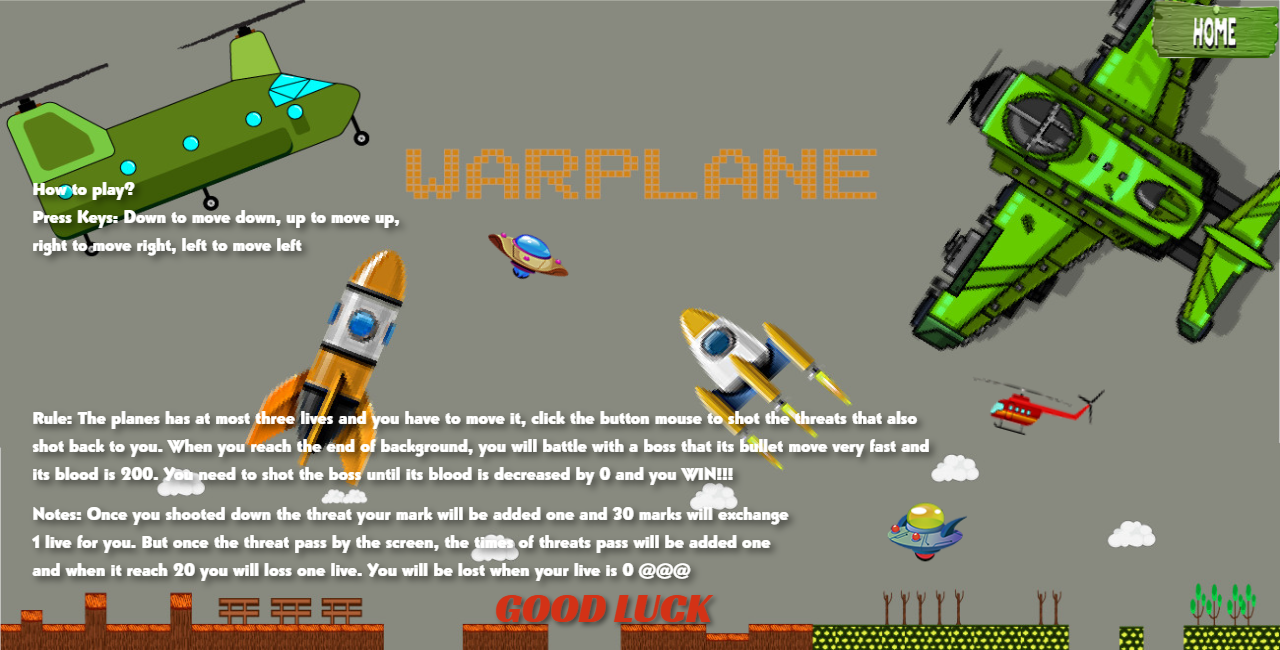 HOME
WARPLANE
How to play?
Press Keys: Down to move down, up to move up,
right to move right, left to move left
Rule: The planes has at most three lives and you have to move it, click the button mouse to shot the threats that also
shot back to you. When you reach the end of background, you will battle with a boss that its bullet move very fast and
its blood is 200. You need to shot the boss until its blood is decreased by 0 and you WIN!!!
Notes: Once you shooted down the threat your mark will be added one and 30 marks will exchange
1 live for you. But once the threat pass by the screen, the times of threats pass will be added one
and when it reach 20 you will loss one live. You will be lost when your live is 0 @@@
GOOD LUCK